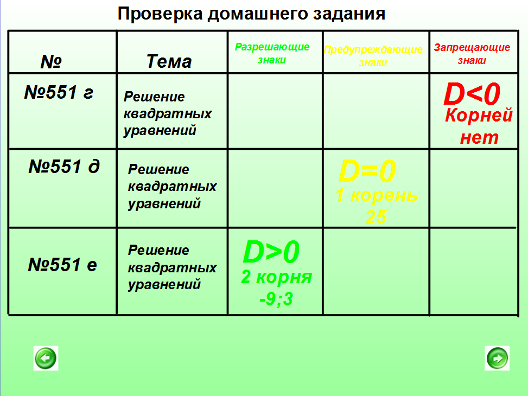 Проверка домашнего задания
№
Тема
Разрешающие
знаки
Предупреждающие
знаки
Запрещающие
знаки
№551 г
Решение
квадратных
уравнений
D<0
Корней
нет
№551 д
Решение
квадратных
уравнений
D=0
1 корень
25
№551 е
Решение
квадратных
уравнений
D>0
2 корня
-9;3